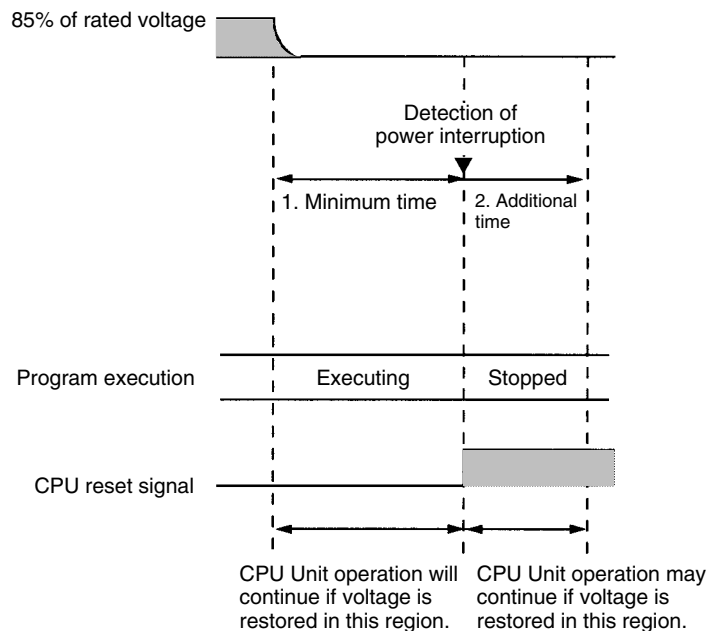 85% of rated voltage
Detection of
power interruption
1. Minimum time
2. Additional
time
Program execution
Executing
Stopped
CPU reset signal
CPU Unit operation will
continue if voltage is
restored in this region.
CPU Unit operation may
continue if voltage is
restored in this region.